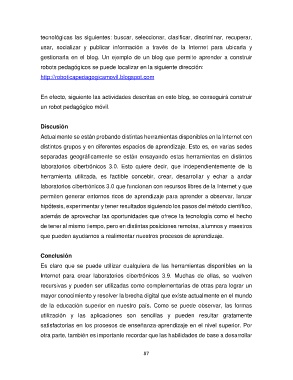 tecnológicas las siguientes: buscar, seleccionar, clasificar, discriminar, recuperar,
usar, socializar y publicar información a través de la Internet para ubicarla y
gestionarla en el blog. Un ejemplo de un blog que permite aprender a construir
robots pedagógicos se puede localizar en la siguiente dirección:
http://roboticapedagogicamovil.blogspot.com
En efecto, siguiente las actividades descritas en este blog, se conseguirá construir
un robot pedagógico móvil.
Discusión
Actualmente se están probando distintas herramientas disponibles en la Internet con
distintos grupos y en diferentes espacios de aprendizaje. Esto es, en varias sedes
separadas geográficamente se están ensayando estas herramientas en distintos
laboratorios cibertrónicos 3.0. Esto quiere decir, que independientemente de la
herramienta utilizada, es factible concebir, crear, desarrollar y echar a andar
laboratorios cibertrónicos 3.0 que funcionan con recursos libres de la Internet y que
permiten generar entornos ricos de aprendizaje para aprender a observar, lanzar
hipótesis, experimentar y tener resultados siguiendo los pasos del método científico,
además de aprovechar las oportunidades que ofrece la tecnología como el hecho
de tener al mismo tiempo, pero en distintas posiciones remotas, alumnos y maestros
que pueden ayudarnos a realimentar nuestros procesos de aprendizaje.
Conclusión
Es claro que se puede utilizar cualquiera de las herramientas disponibles en la
Internet para crear laboratorios cibertrónicos 3.9. Muchas de ellas, se vuelven
recursivas y pueden ser utilizadas como complementarias de otras para lograr un
mayor conocimiento y resolver la brecha digital que existe actualmente en el mundo
de la educación superior en nuestro país. Como se puede observar, las formas
utilización y las aplicaciones son sencillas y pueden resultar gratamente
satisfactorias en los procesos de enseñanza-aprendizaje en el nivel superior. Por
otra parte, también es importante recordar que las habilidades de base a desarrollar
87